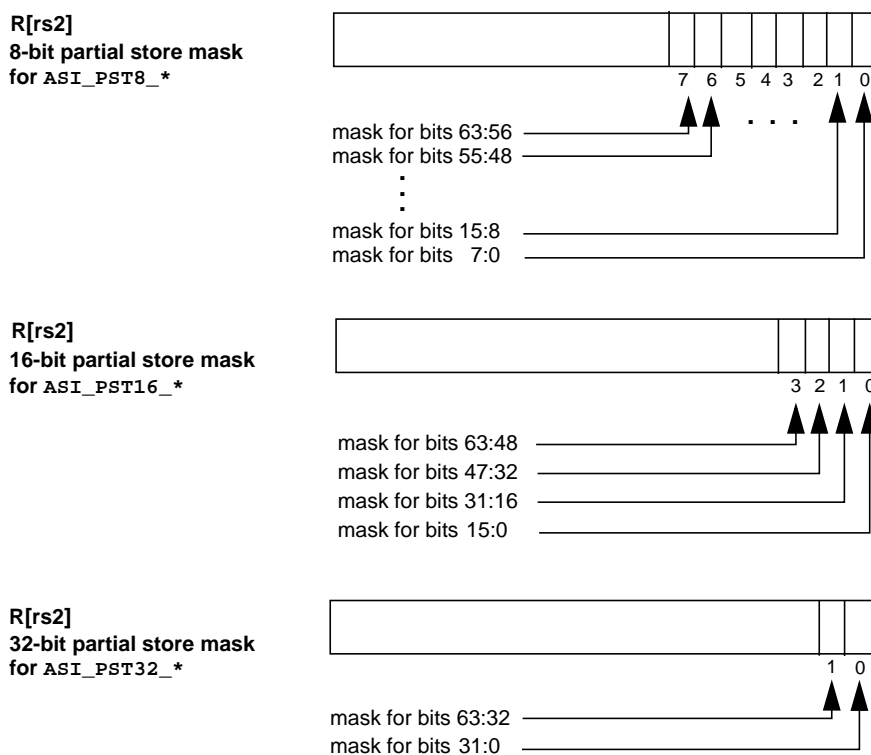 R[rs2]
8-bit partial store mask
for ASI_PST8_*
7 6 5 4 3 2 1 0
. . .
mask for bits 63:56
mask for bits 55:48
.
.
.
mask for bits 15:8
mask for bits 7:0
R[rs2]
16-bit partial store mask
for ASI_PST16_*
3 2 1 0
mask for bits 63:48
mask for bits 47:32
mask for bits 31:16
mask for bits 15:0
R[rs2]
32-bit partial store mask
for ASI_PST32_*
1 0
mask for bits 63:32
mask for bits 31:0